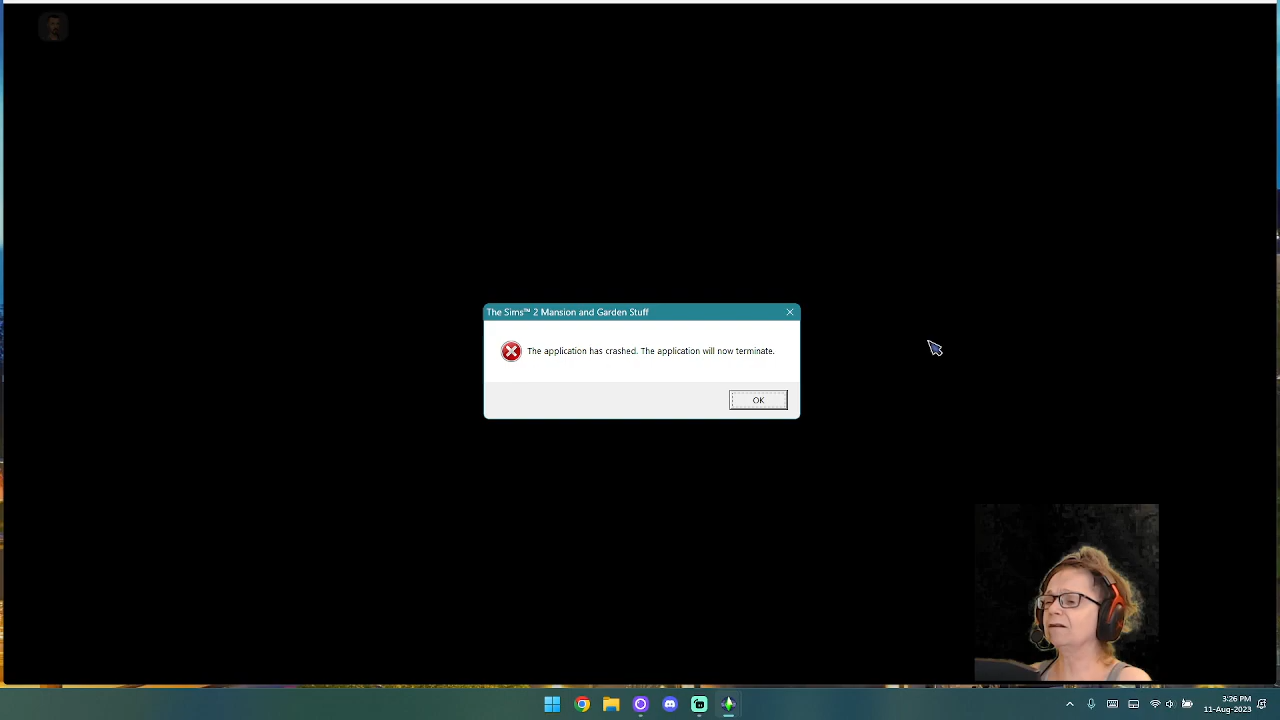 The Sims™ 2 Mansion and Garden Stuff
The application has crashed. The application will now terminate.
OK
3:26 PM
11-Aug-2023